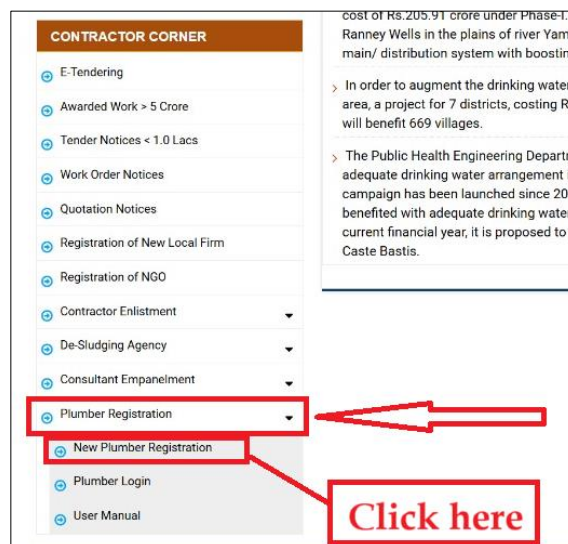 CONTRACTOR CORNER
E-Tendering
Awarded Work > 5 Crore
Tender Notices < 1.0 Lacs
Work Order Notices
Quotation Notices
Registration of New Local Firm
Registration of NGO
Contractor Enlistment
De-Sludging Agency
Consultant Empanelment
Plumber Registration
New Plumber Registration
Plumber Login
User Manual
cost of Rs.205.91 crore under Phase-I.
Ranney Wells in the plains of river Yam
main/ distribution system with boostin
In order to augment the drinking water
area, a project for 7 districts, costing R
will benefit 669 villages.
The Public Health Engineering Departm
adequate drinking water arrangement
campaign has been launched since 20
benefited with adequate drinking wate
current financial year, it is proposed to
Caste Bastis.
Click here